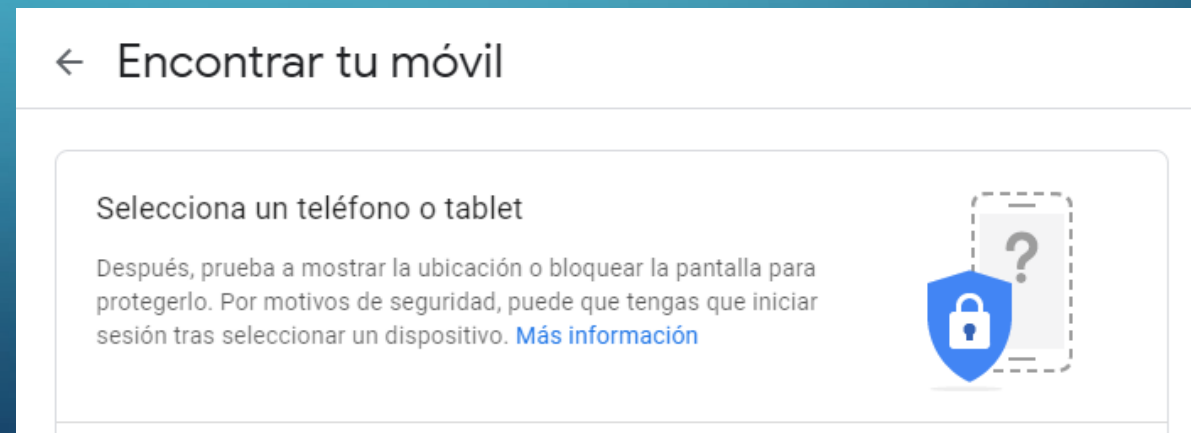 Encontrar tu móvil
Selecciona un teléfono o tablet
Después, prueba a mostrar la ubicación o bloquear la pantalla para
protegerlo. Por motivos de seguridad, puede que tengas que iniciar
sesión tras seleccionar un dispositivo. Más información
?